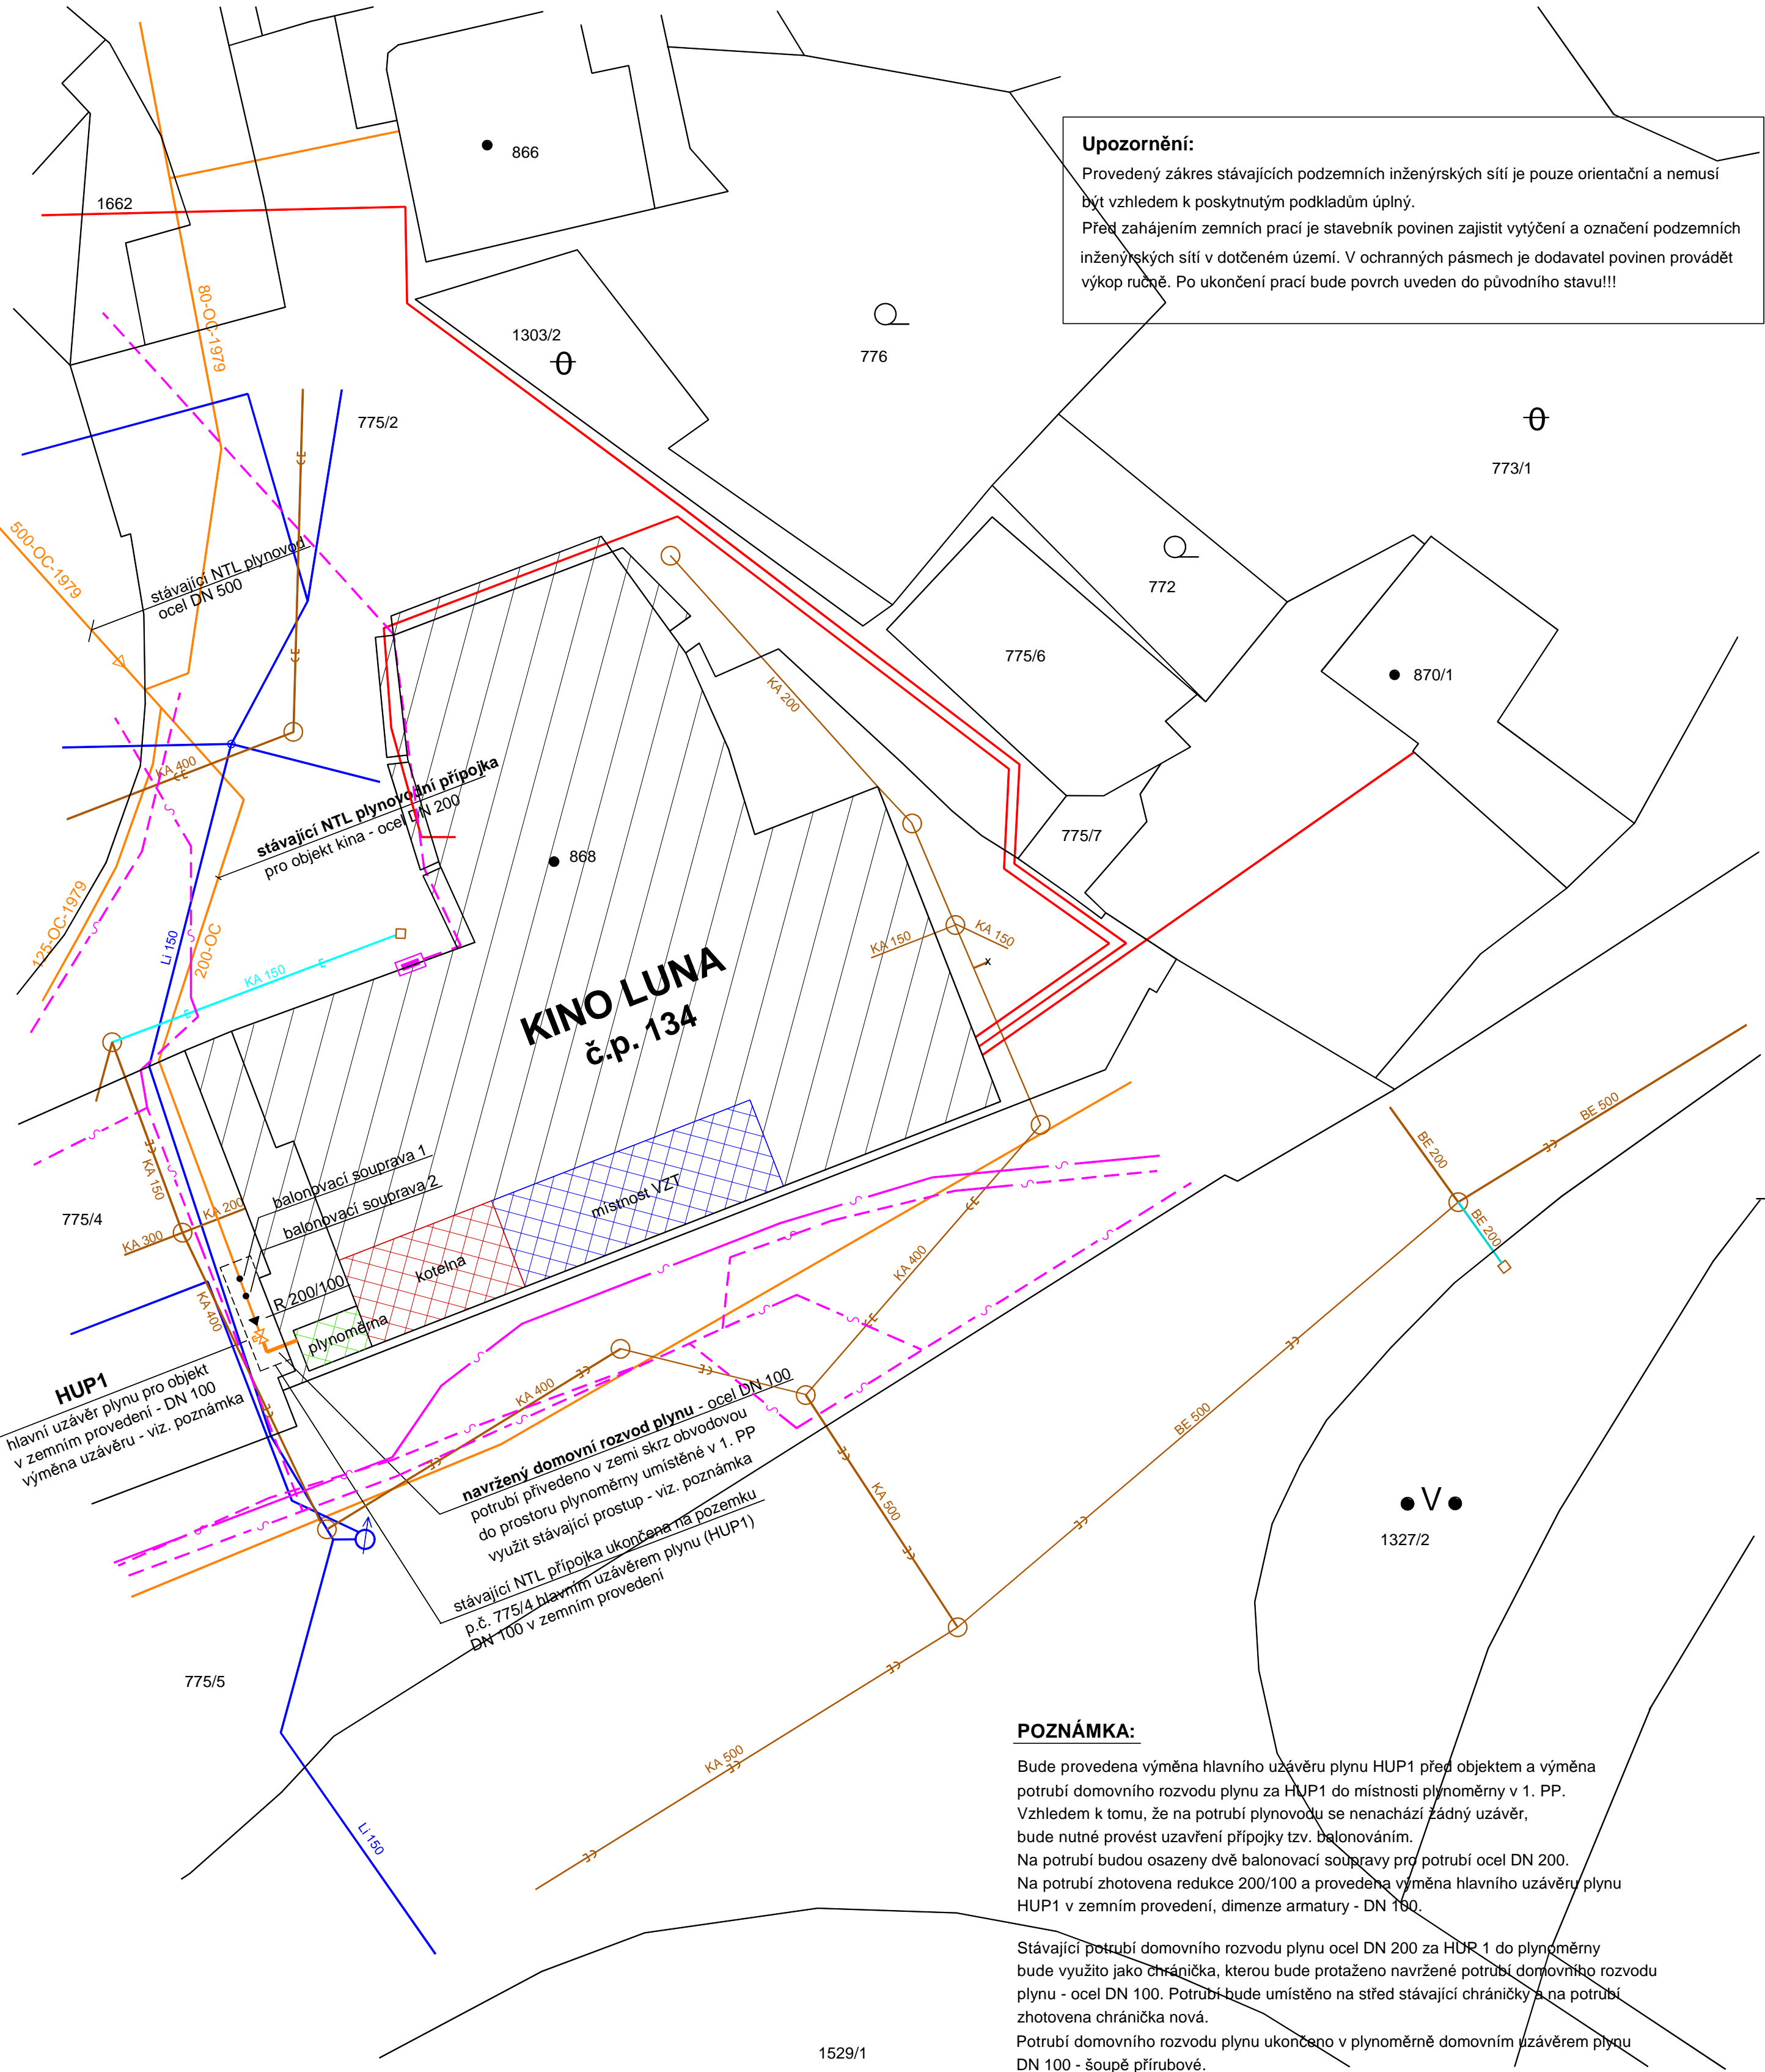 Upozornění:
Provedený zákres stávajících podzemních inženýrských sítí je pouze orientační a nemusí
být vzhledem k poskytnutým podkladům úplný.
Před zahájením zemních prací je stavebník povinen zajistit vytýčení a označení podzemních
inženýrských sítí v dotčeném území. V ochranných pásmech je dodavatel povinen provádět
výkop ručně. Po ukončení prací bude povrch uveden do původního stavu!!!
866
1662
80-OC-1979
1303/2
776
775/2
773/1
500-OC-1979
stávající NTL plynovod
ocel DN 500
772
775/6
870/1
KA 200
KA 400
stávající NTL plynovodní přípojka
pro objekt kina - ocel DN 200
775/7
868
125-OC-1979
Li 150
200-OC
KA 150
KA 150
KA 150
x
KINO LUNA
č.p. 134
BE 500
BE 200
BE 200
KA 150
775/4
KA 200
KA 300
balonovací souprava 1
balonovací souprava 2
místnost VZT
kotelna
KA 400
KA 400
R 200/100
plynoměrna
HUP1
hlavní uzávěr plynu pro objekt
v zemním provedení - DN 100
výměna uzávěru - viz. poznámka
KA 400
navržený domovní rozvod plynu - ocel DN 100
potrubí přivedeno v zemi skrz obvodovou
do prostoru plynoměrny umístěné v 1. PP
využit stávající prostup - viz. poznámka
stávající NTL přípojka ukončena na pozemku
p.č. 775/4 hlavním uzávěrem plynu (HUP1)
DN 100 v zemním provedení
BE 500
KA 500
V
1327/2
775/5
KA 500
Li 150
POZNÁMKA:
Bude provedena výměna hlavního uzávěru plynu HUP1 před objektem a výměna
potrubí domovního rozvodu plynu za HUP1 do místnosti plynoměrny v 1. PP.
Vzhledem k tomu, že na potrubí plynovodu se nenachází žádný uzávěr,
bude nutné provést uzavření přípojky tzv. balonováním.
Na potrubí budou osazeny dvě balonovací soupravy pro potrubí ocel DN 200.
Na potrubí zhotovena redukce 200/100 a provedena výměna hlavního uzávěru plynu
HUP1 v zemním provedení, dimenze armatury - DN 100.
Stávající potrubí domovního rozvodu plynu ocel DN 200 za HUP 1 do plynoměrny
bude využito jako chránička, kterou bude protaženo navržené potrubí domovního rozvodu
plynu - ocel DN 100. Potrubí bude umístěno na střed stávající chráničky a na potrubí
zhotovena chránička nová.
Potrubí domovního rozvodu plynu ukončeno v plynoměrně domovním uzávěrem plynu
DN 100 - šoupě přírubové.
1529/1